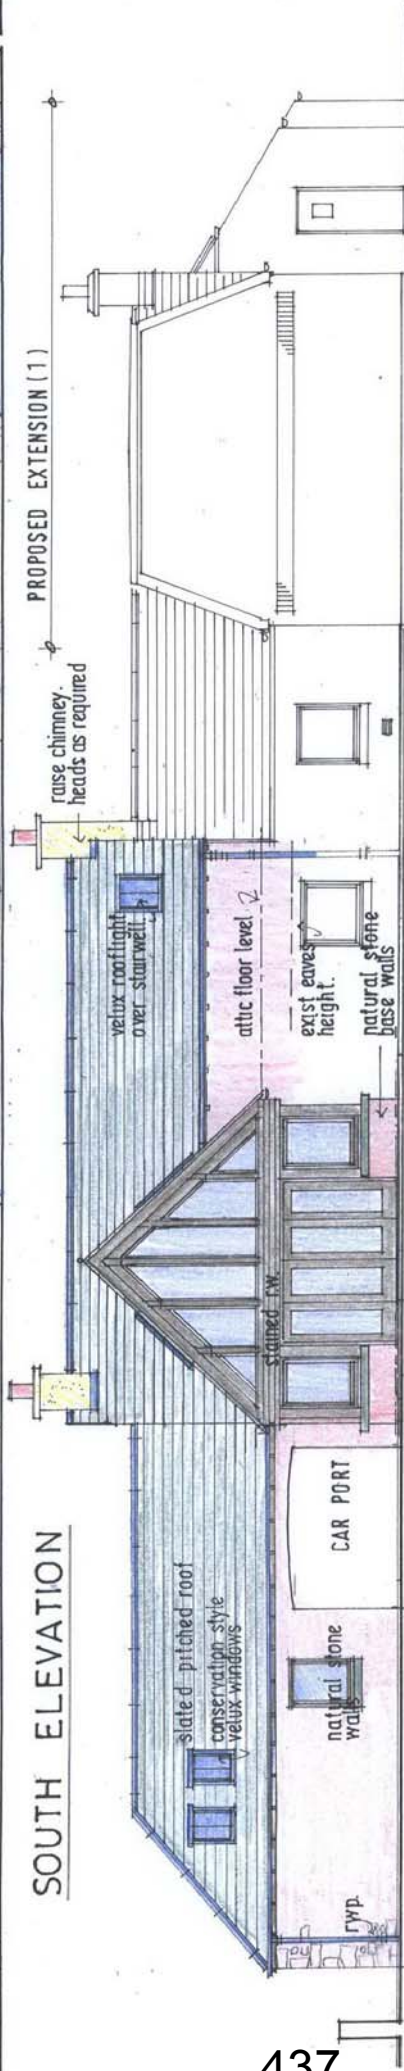 SOUTH ELEVATION
PROPOSED EXTENSION (1)
raise chimney.
heads as required
velux rooflight
over stairwell.
slated pitched roof
conservation style
velux windows
attic floor level
exist eaves
height.
natural stone
base walls
stained r.w.
CAR PORT
natural stone
walls
rwp.
437